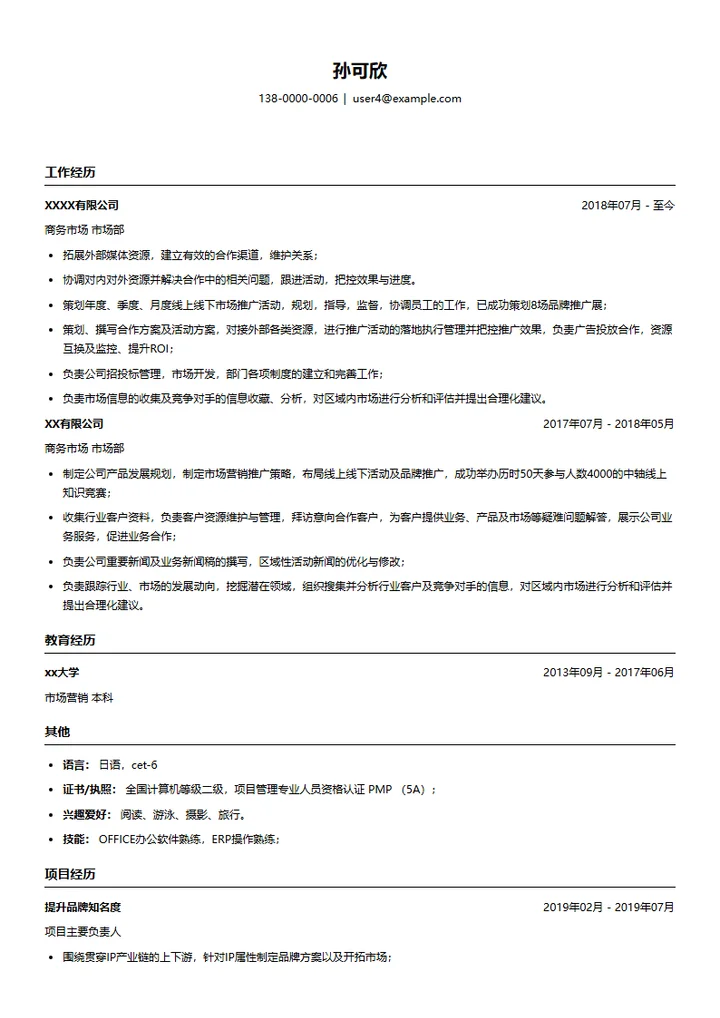 孙可欣
138-0000-0006 | user4@example.com
工作经历
XXXX有限公司 2018年07月 - 至今
商务市场 市场部
• 拓展外部媒体资源，建立有效的合作渠道，维护关系；
• 协调对内对外资源并解决合作中的相关问题，跟进活动，把控效果与进度。
• 策划年度、季度、月度线上线下市场推广活动，规划，指导，监督，协调员工的工作，已成功策划8场品牌推广展；
• 策划、撰写合作方案及活动方案，对接外部各类资源，进行推广活动的落地执行管理并把控推广效果，负责广告投放合作，资源
互换及监控、提升ROI；
• 负责公司招投标管理，市场开发，部门各项制度的建立和完善工作；
• 负责市场信息的收集及竞争对手的信息收藏、分析，对区域内市场进行分析和评估并提出合理化建议。
XX有限公司 2017年07月 - 2018年05月
商务市场 市场部
• 制定公司产品发展规划，制定市场营销推广策略，布局线上线下活动及品牌推广，成功举办历时50天参与人数4000的中轴线上
知识竞赛；
• 收集行业客户资料，负责客户资源维护与管理，拜访意向合作客户，为客户提供业务、产品及市场等疑难问题解答，展示公司业
务服务，促进业务合作；
• 负责公司重要新闻及业务新闻稿的撰写，区域性活动新闻的优化与修改；
• 负责跟踪行业、市场的发展动向，挖掘潜在领域，组织搜集并分析行业客户及竞争对手的信息，对区域内市场进行分析和评估并
提出合理化建议。
教育经历
xx大学 2013年09月 - 2017年06月
市场营销 本科
其他
• 语言： 日语，cet-6
• 证书/执照： 全国计算机等级二级，项目管理专业人员资格认证 PMP （5A）；
• 兴趣爱好： 阅读、游泳、摄影、旅行。
• 技能： OFFICE办公软件熟练，ERP操作熟练；
项目经历
提升品牌知名度 2019年02月 - 2019年07月
项目主要负责人
• 围绕贯穿IP产业链的上下游，针对IP属性制定品牌方案以及开拓市场；